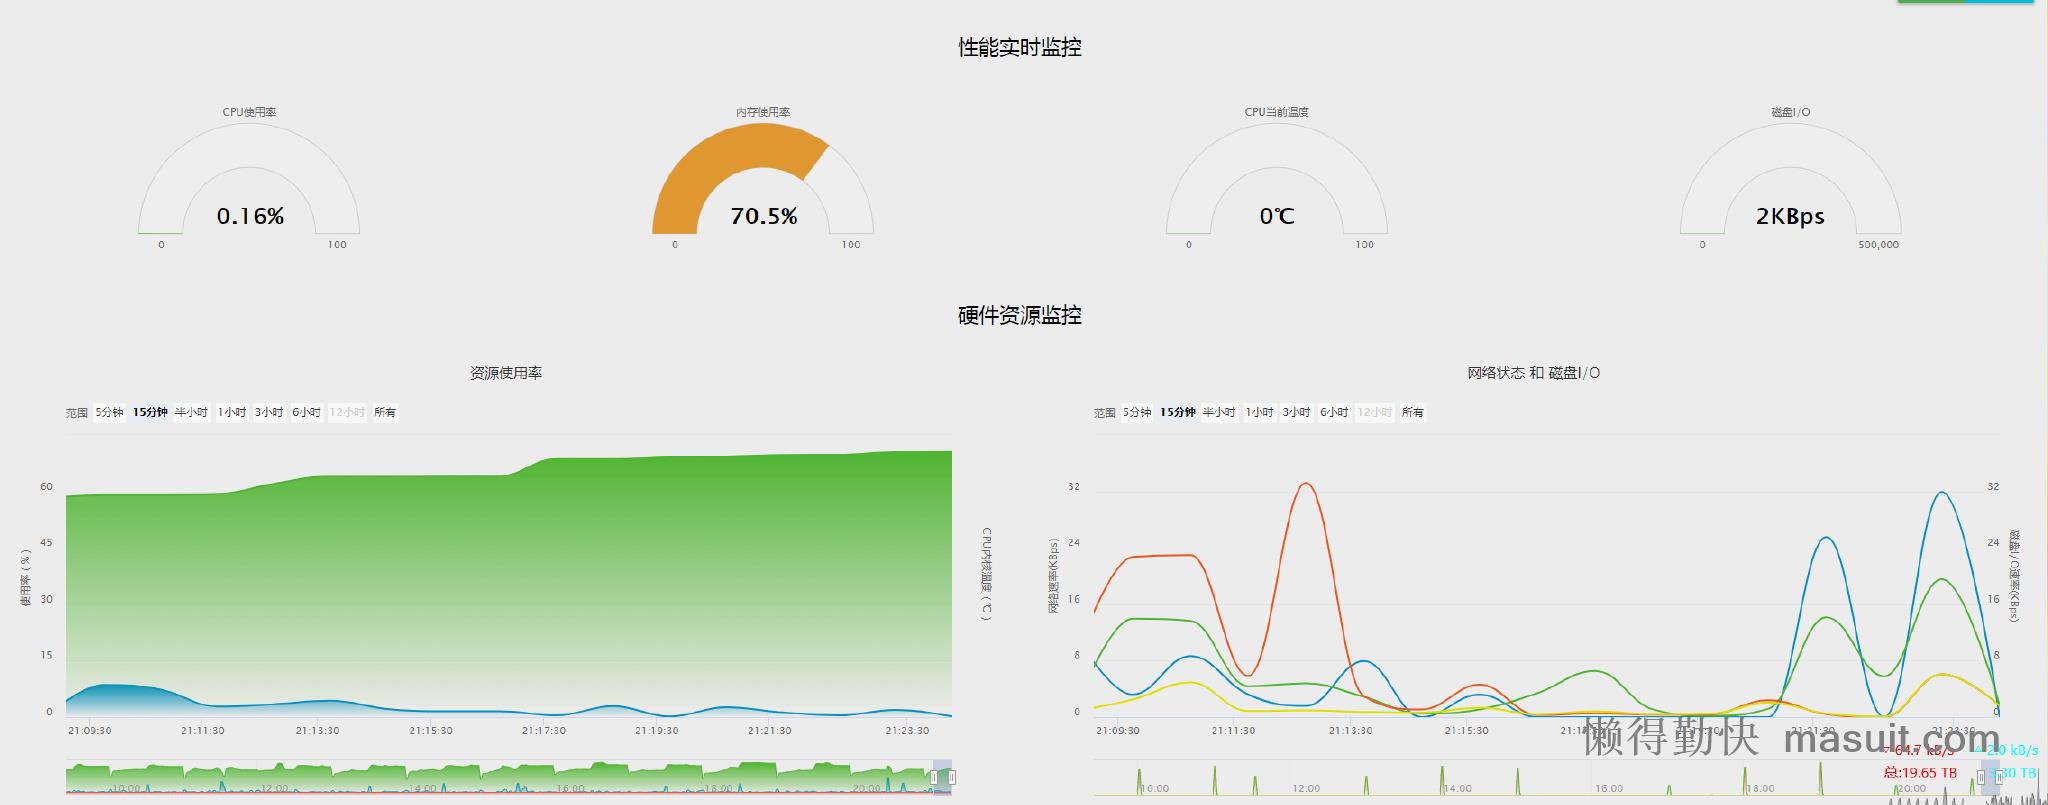 性能实时监控
CPU使用率
内存使用率
CPU当前温度
磁盘I/O
0.16%
70.5%
0℃
2KBps
0 100
0 100
0 100
0 500,000
硬件资源监控
资源使用率
范围 5分钟 15分钟 半小时 1小时 3小时 6小时 12小时 所有
使用率（%）
60
45
30
15
0
CPU内核温度（℃）
21:09:30 21:11:30 21:13:30 21:15:30 21:17:30 21:19:30 21:21:30 21:23:30
10:00 12:00 14:00 16:00 18:00 20:00
网络状态 和 磁盘I/O
范围 5分钟 15分钟 半小时 1小时 3小时 6小时 12小时 所有
网络速率(KBps)
32
24
16
8
0
32
24
16
8
0
磁盘I/O速率(KBps)
21:09:30 21:11:30 21:13:30 21:15:30 21:21:30
10:00 12:00 14:00 16:00 18:00 20:00
懒得勤快 masuit.com
64.7 kB/s 2.0 kB/s
总:19.65 TB